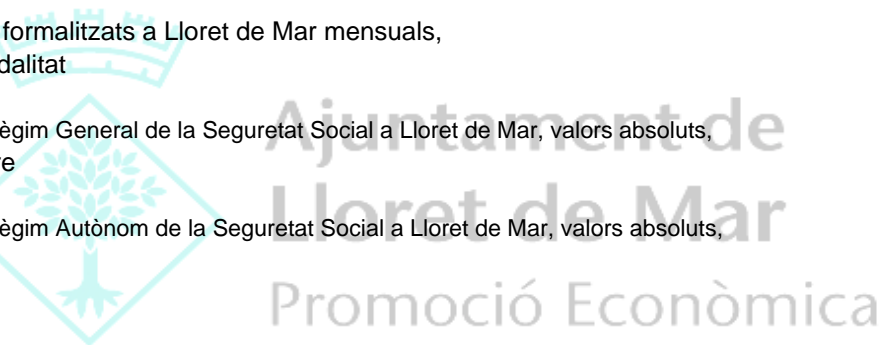 formalitzats a Lloret de Mar mensuals,
dalitat
ègim General de la Seguretat Social a Lloret de Mar, valors absoluts,
re
ègim Autònom de la Seguretat Social a Lloret de Mar, valors absoluts,
Ajuntament de
Lloret de Mar
Promoció Econòmica